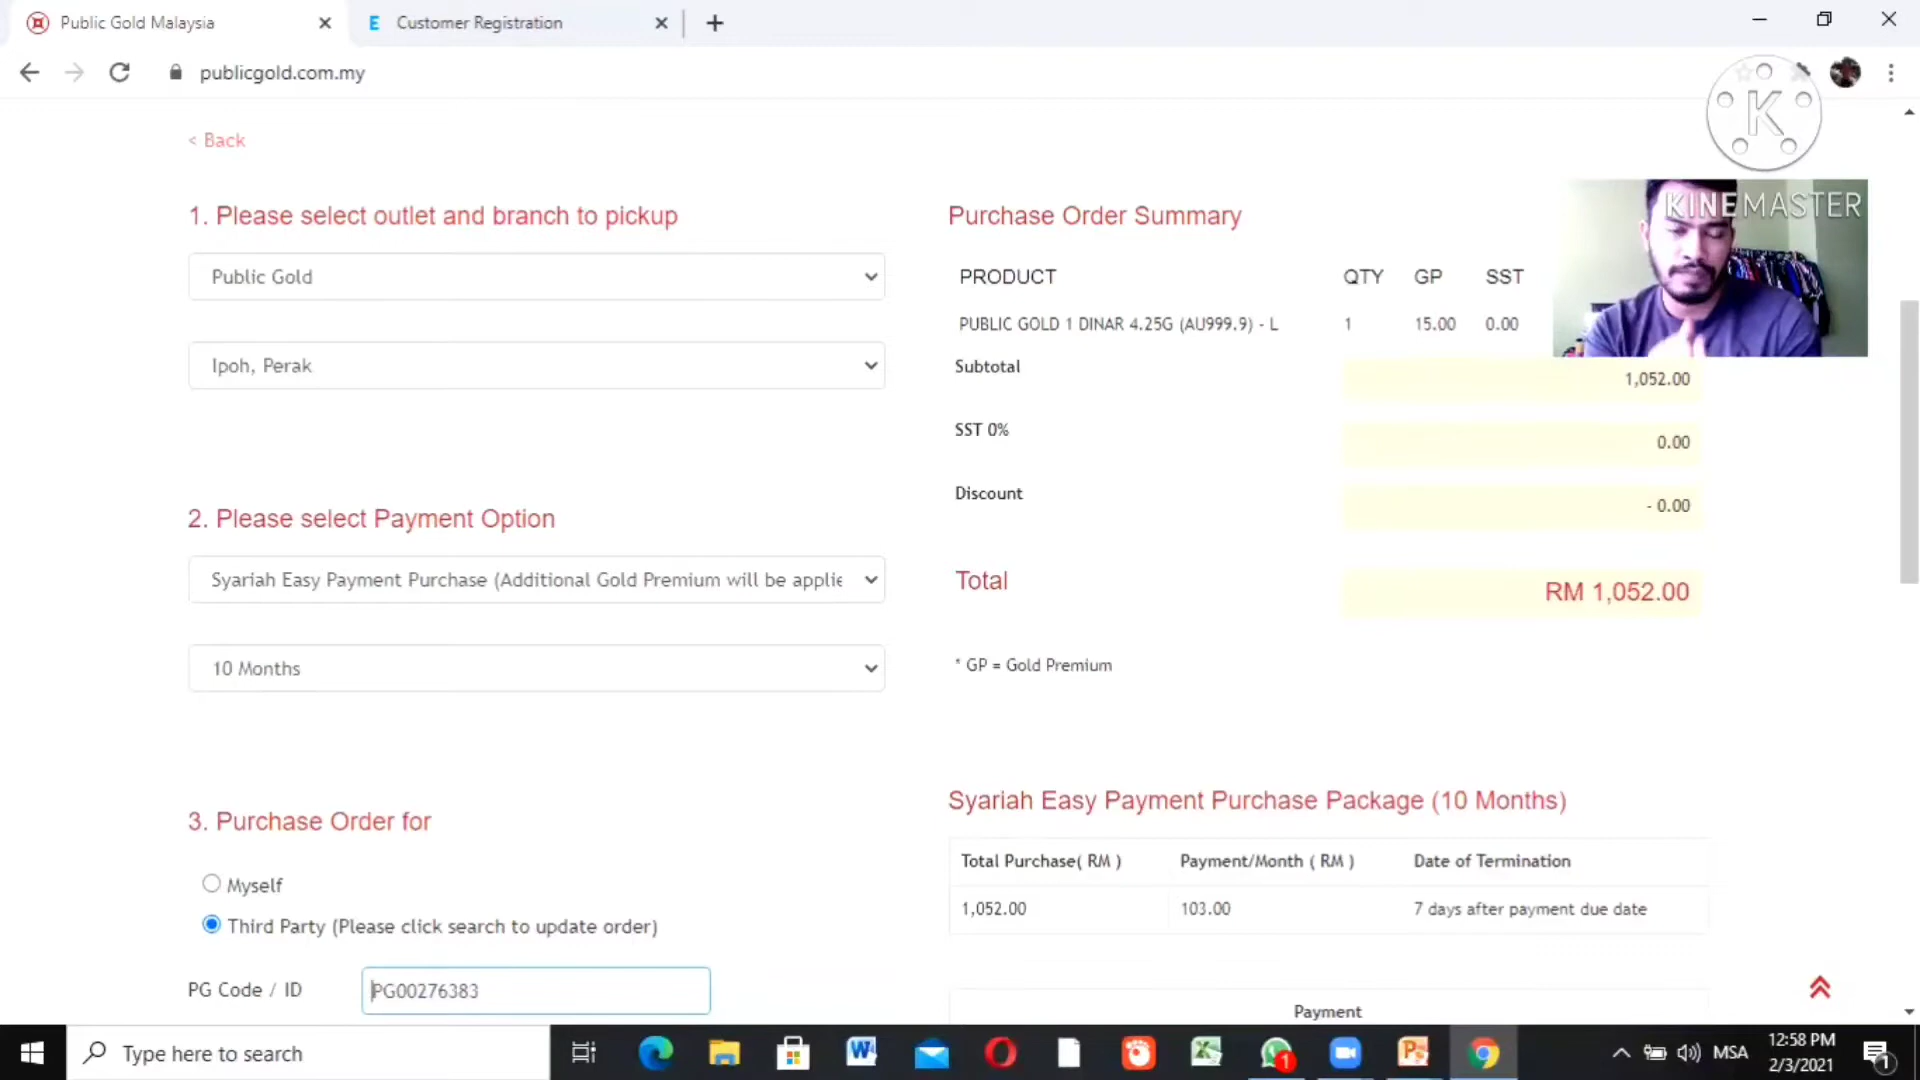 Public Gold Malaysia
E Customer Registration
publicgold.com.my
K
KINEMASTER
< Back
1. Please select outlet and branch to pickup
Public Gold
Ipoh, Perak
2. Please select Payment Option
Syariah Easy Payment Purchase (Additional Gold Premium will be applie
10 Months
3. Purchase Order for
Myself
Third Party (Please click search to update order)
PG Code / ID
PG00276383
Purchase Order Summary
PRODUCT QTY GP SST
PUBLIC GOLD 1 DINAR 4.25G (AU999.9) - L 1 15.00 0.00
Subtotal 1,052.00
SST 0% 0.00
Discount - 0.00
Total RM 1,052.00
* GP = Gold Premium
Syariah Easy Payment Purchase Package (10 Months)
Total Purchase( RM ) Payment/Month ( RM ) Date of Termination
1,052.00 103.00 7 days after payment due date
Payment
Type here to search
MSA
12:58 PM
2/3/2021
1
1